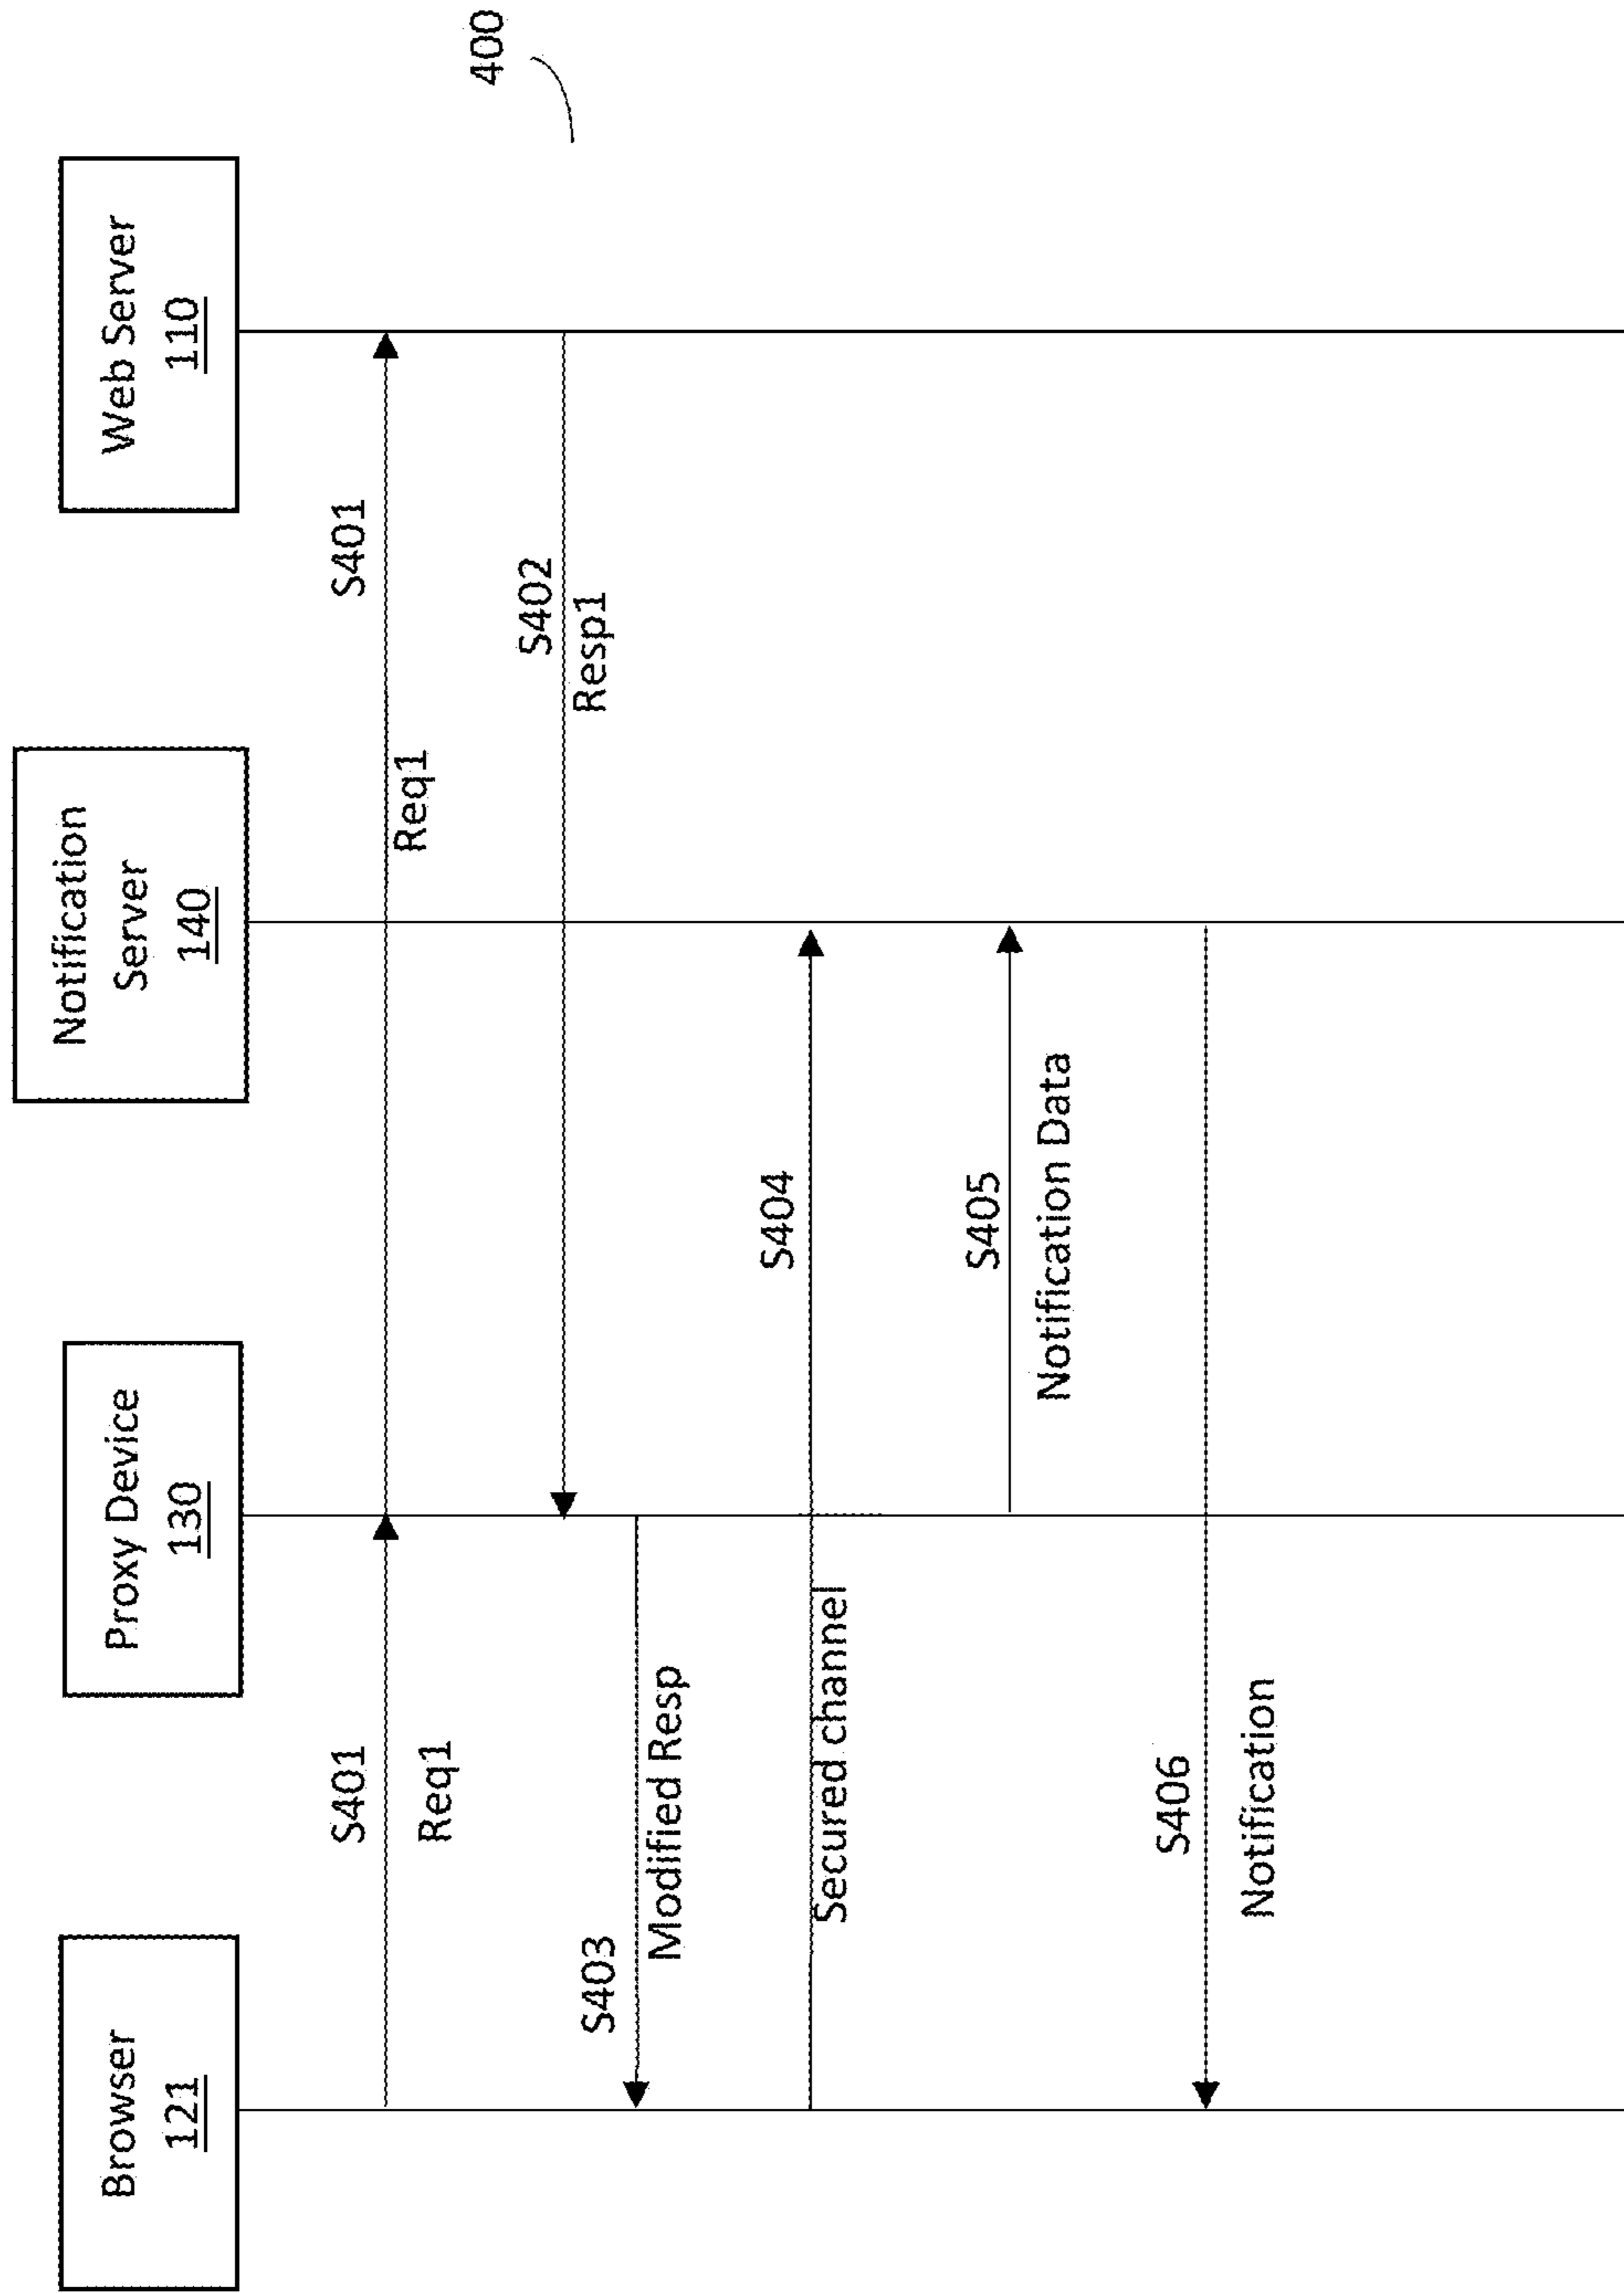 Browser
121
Proxy Device
130
Notification
Server
140
Web Server
110
S401
Req1
S401
Req1
400
S402
Resp1
S403
Modified Resp
S404
Secured channel
S405
Notification Data
S406
Notification